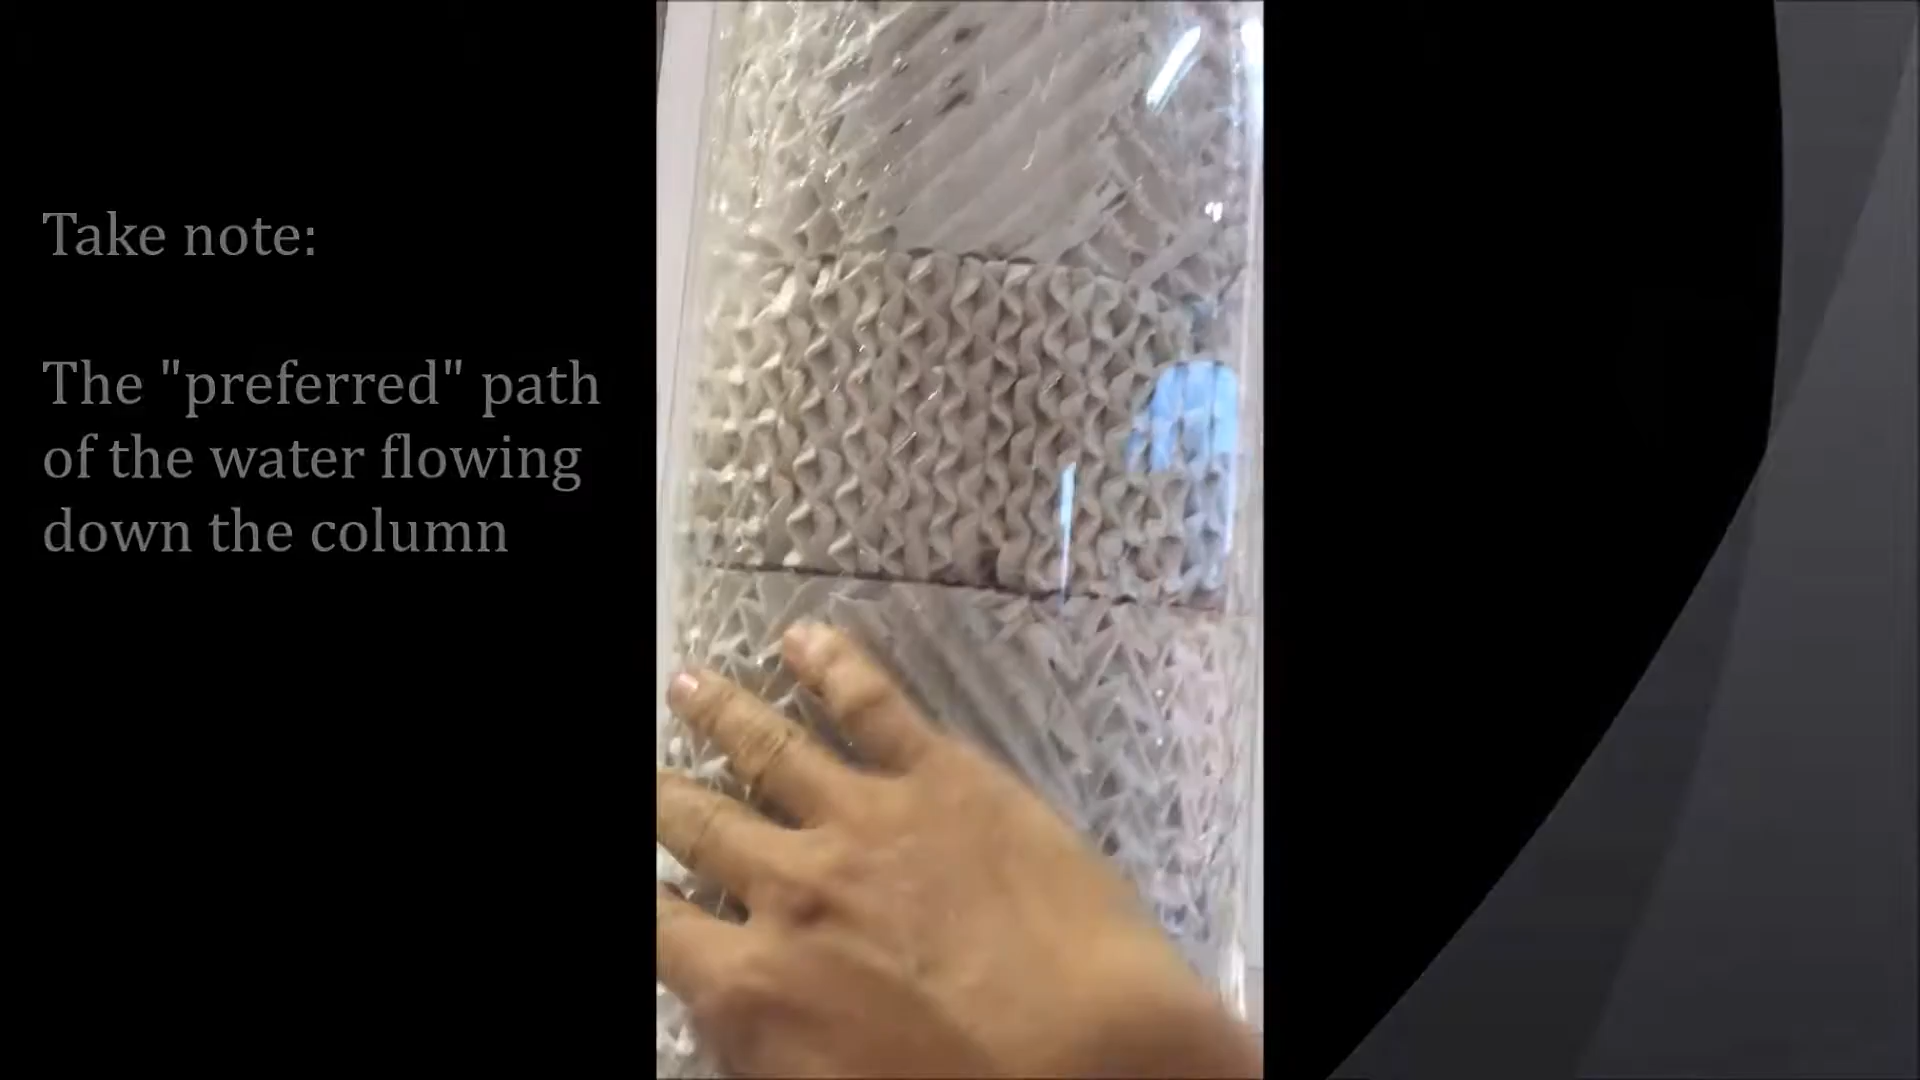 Take note:
The "preferred" path
of the water flowing
down the column